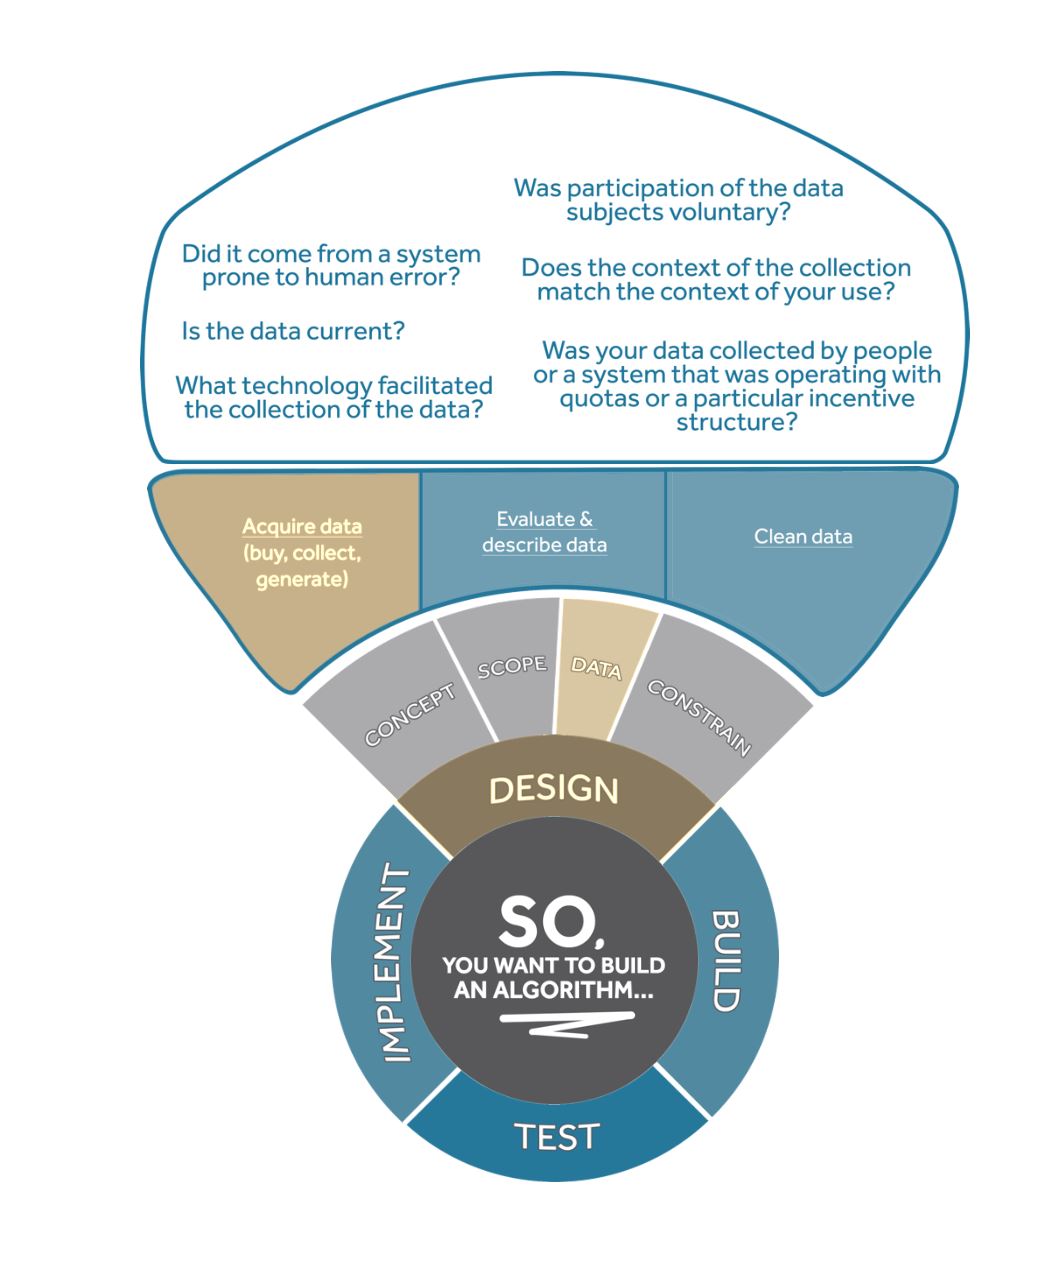 Was participation of the data
subjects voluntary?
Did it come from a system
prone to human error?
Does the context of the collection
match the context of your use?
Is the data current?
Was your data collected by people
or a system that was operating with
quotas or a particular incentive
structure?
What technology facilitated
the collection of the data?
Acquire data
(buy, collect,
generate)
Evaluate &
describe data
Clean data
CONCEPT
SCOPE
DATA
CONSTRAIN
DESIGN
IMPLEMENT
BUILD
SO,
YOU WANT TO BUILD
AN ALGORITHM...
TEST